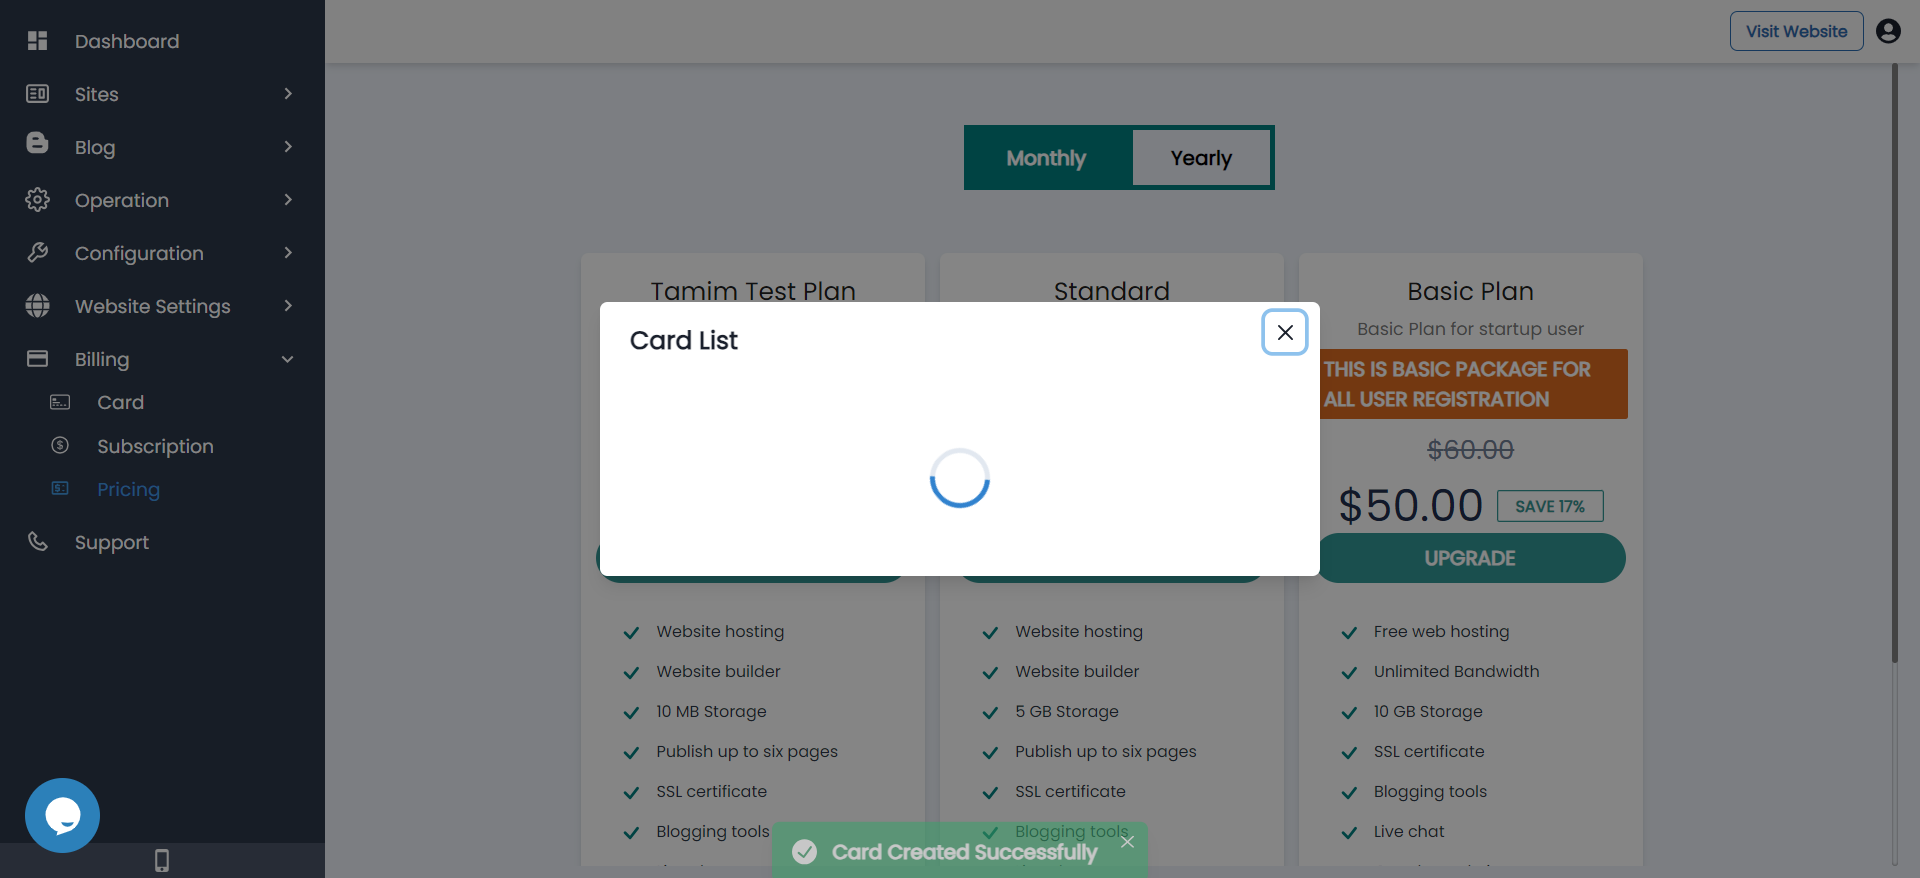 Dashboard
Sites
Blog
Operation
Configuration
Website Settings
Billing
Card
Subscription
Pricing
Support
Visit Website
Monthly
Yearly
Tamim Test Plan
Standard
Basic Plan
Basic Plan for startup user
THIS IS BASIC PACKAGE FOR
ALL USER REGISTRATION
$60.00
$50.00
SAVE 17%
UPGRADE
Card List
Website hosting
Website builder
10 MB Storage
Publish up to six pages
SSL certificate
Blogging tools
Website hosting
Website builder
5 GB Storage
Publish up to six pages
SSL certificate
Blogging tools
Free web hosting
Unlimited Bandwidth
10 GB Storage
SSL certificate
Blogging tools
Live chat
Card Created Successfully